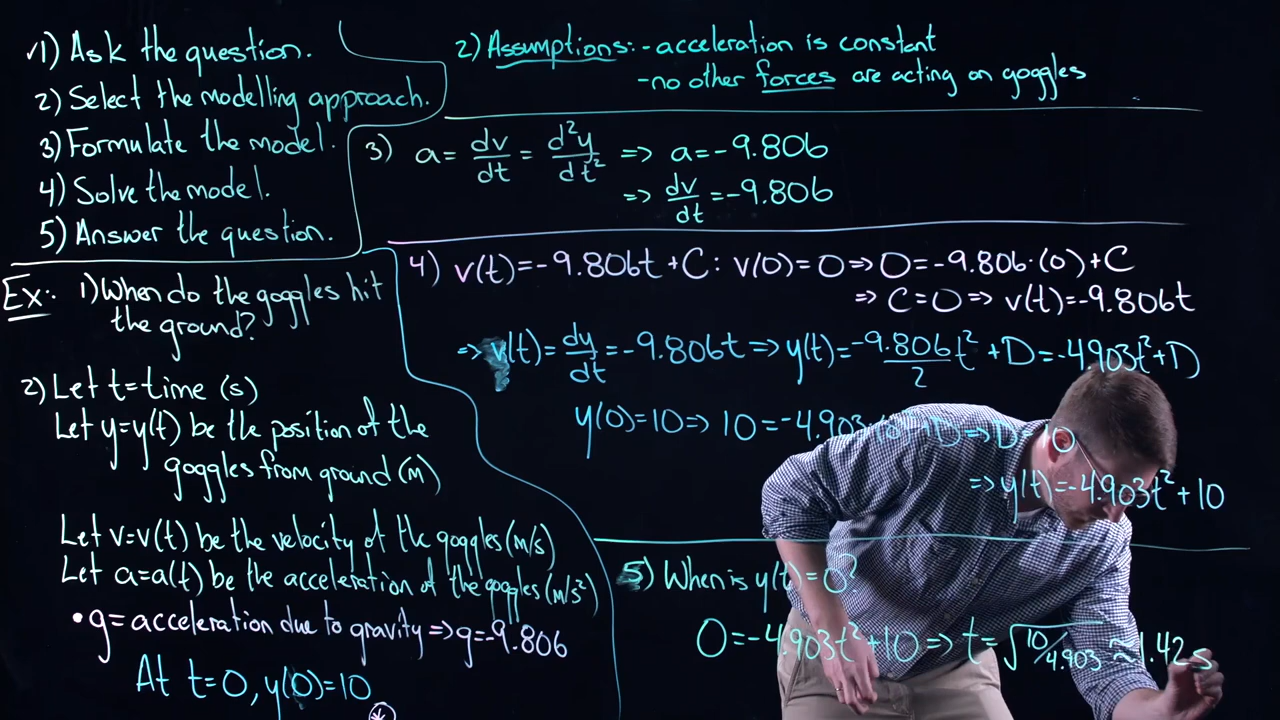 ✓1) Ask the question.
2) Select the modelling approach.
3) Formulate the model.
4) Solve the model.
5) Answer the question.
Ex: 1) When do the goggles hit
the ground?
2) Let t=time (s)
Let y=y(t) be the position of the
goggles from ground (m)
Let v=v(t) be the velocity of the goggles (m/s)
Let a=a(t) be the acceleration of the goggles (m/s²)
• g= acceleration due to gravity => g=-9.806
At t=0, y(0)=10
*
2) Assumptions: - acceleration is constant
- no other forces are acting on goggles
3) a= dv/dt = d²y/dt² => a=-9.806
=> dv/dt =-9.806
4) v(t)=-9.806t+C: v(0)=0=> 0=-9.806·(0)+C
=> C=0=> v(t)=-9.806t
=> v(t)= dy/dt =-9.806t=> y(t)= -9.806/2 t² +D=-4.903t²+D
y(0)=10=> 10=-4.903 => D=
=> y(t)=-4.903t²+10
5) When is y(t)=0?
0=-4.903t²+10=> t=√10/4.903 ≈1.42s